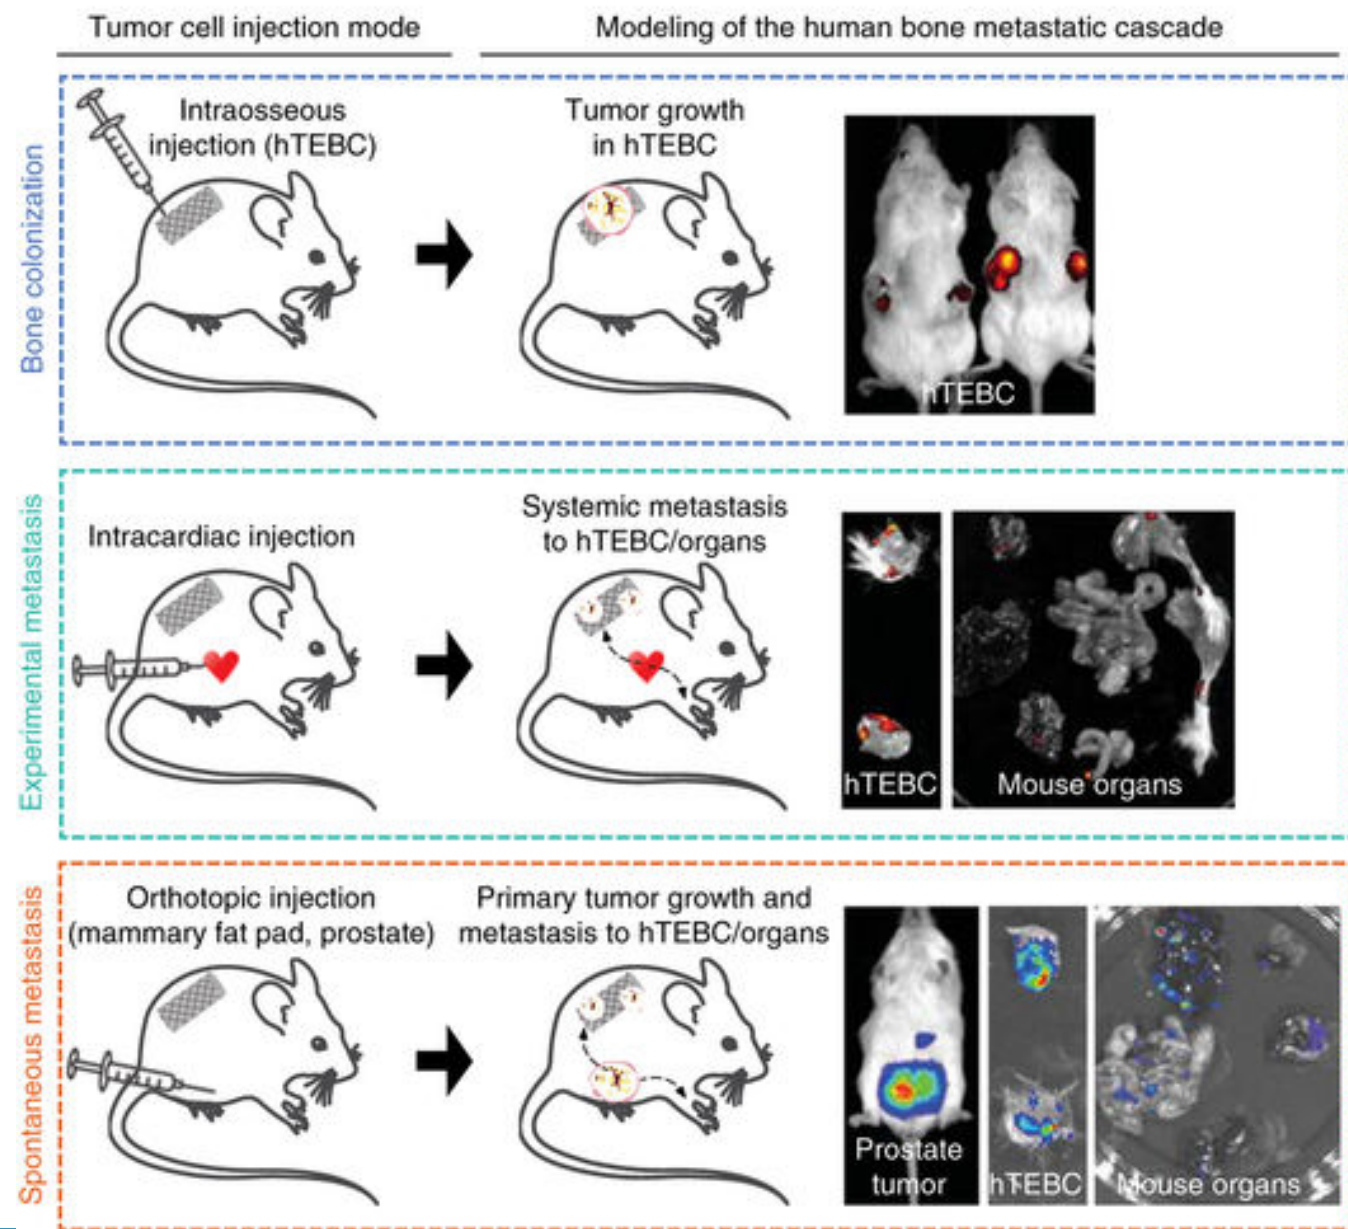 Tumor cell injection mode
Modeling of the human bone metastatic cascade
Bone colonization
Intraosseous
injection (hTEBC)
Tumor growth
in hTEBC
hTEBC
Experimental metastasis
Intracardiac injection
Systemic metastasis
to hTEBC/organs
hTEBC
Mouse organs
Spontaneous metastasis
Orthotopic injection
(mammary fat pad, prostate)
Primary tumor growth and
metastasis to hTEBC/organs
Prostate
tumor
hTEBC
Mouse organs